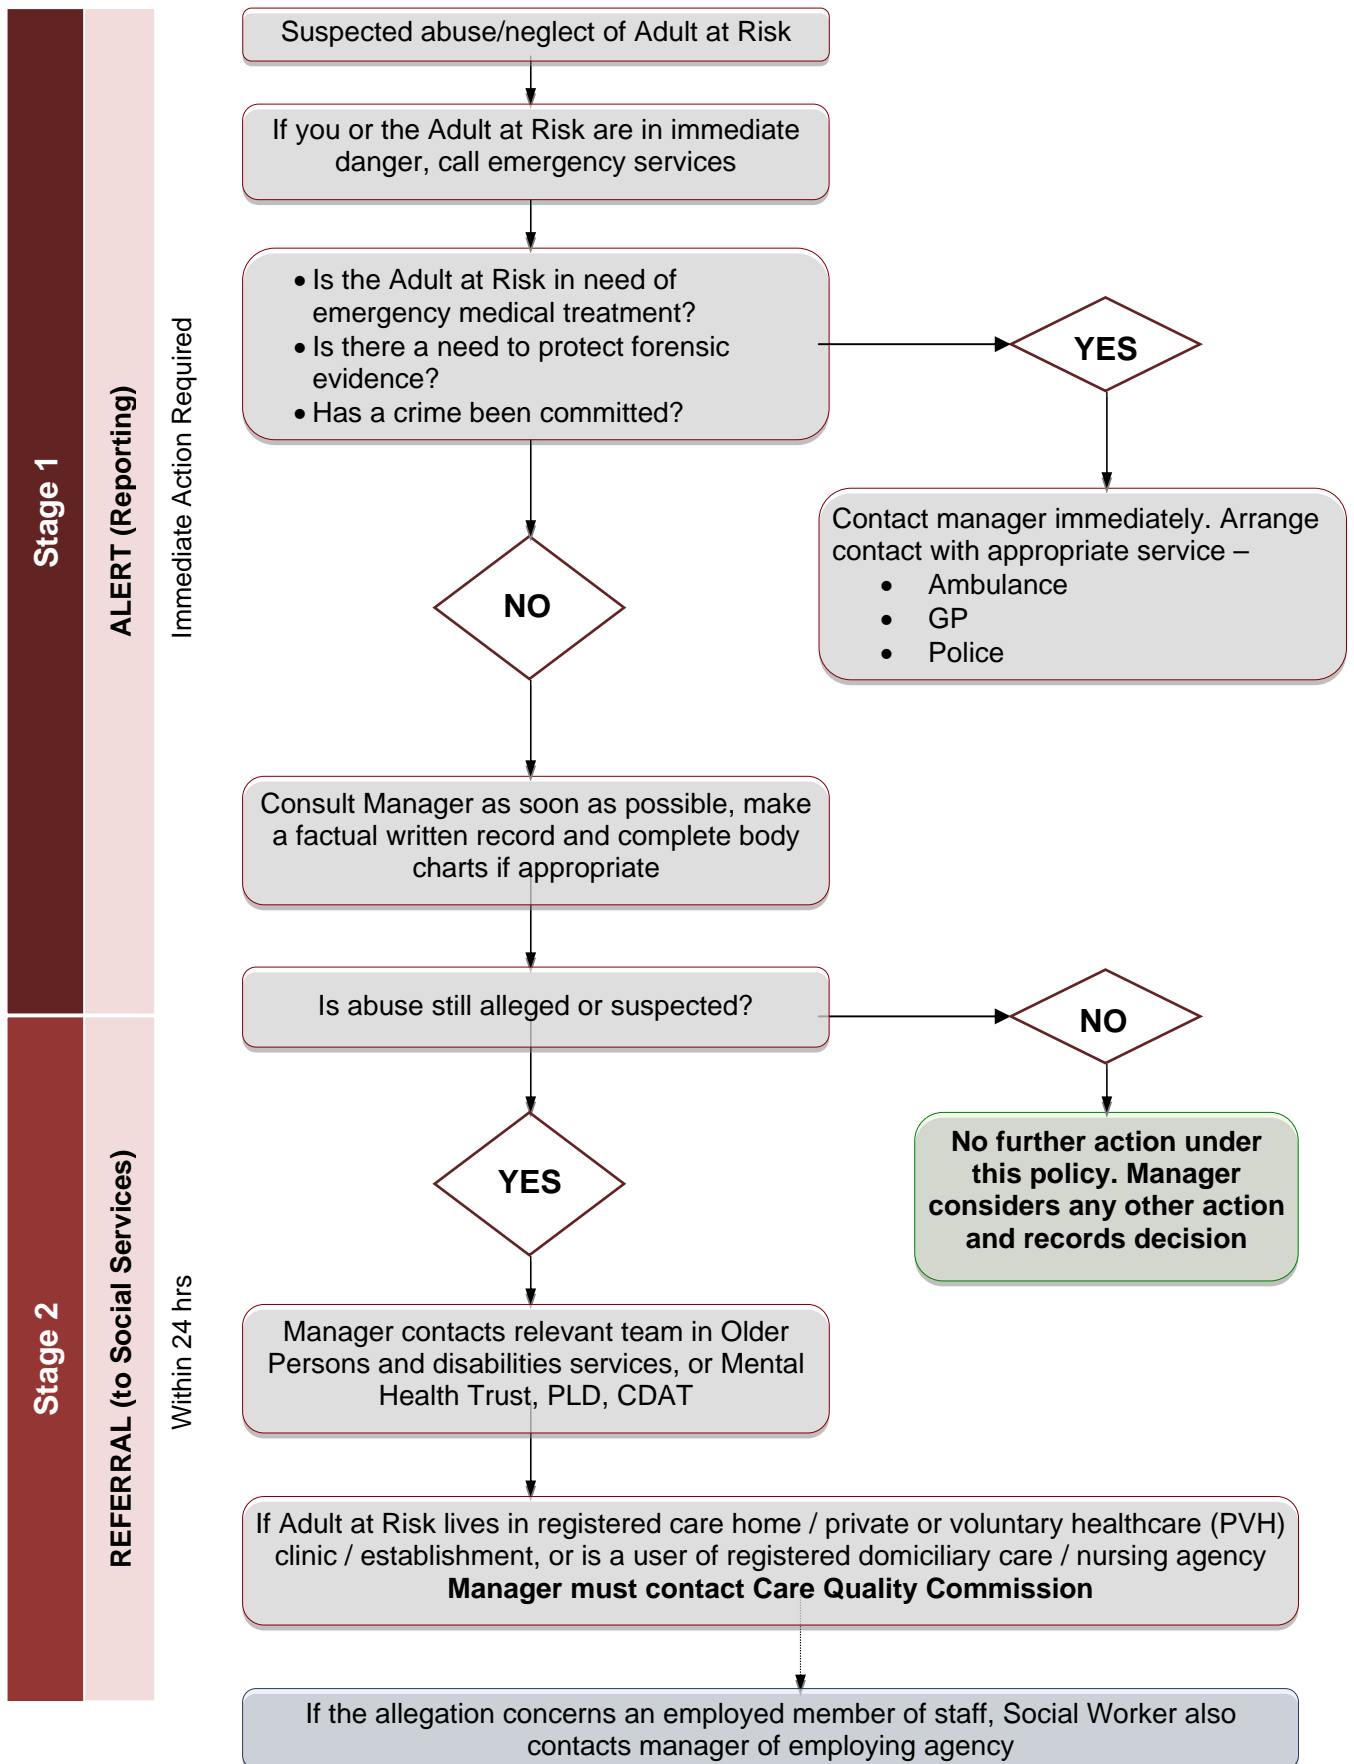 Suspected abuse/neglect of Adult at Risk
If you or the Adult at Risk are in immediate
danger, call emergency services
• Is the Adult at Risk in need of
emergency medical treatment?
• Is there a need to protect forensic
evidence?
• Has a crime been committed?
YES
Contact manager immediately. Arrange
contact with appropriate service –
• Ambulance
• GP
• Police
NO
Consult Manager as soon as possible, make
a factual written record and complete body
charts if appropriate
Is abuse still alleged or suspected?
NO
No further action under
this policy. Manager
considers any other action
and records decision
YES
Manager contacts relevant team in Older
Persons and disabilities services, or Mental
Health Trust, PLD, CDAT
If Adult at Risk lives in registered care home / private or voluntary healthcare (PVH)
clinic / establishment, or is a user of registered domiciliary care / nursing agency
Manager must contact Care Quality Commission
If the allegation concerns an employed member of staff, Social Worker also
contacts manager of employing agency
Stage 1
ALERT (Reporting)
Immediate Action Required
Stage 2
REFERRAL (to Social Services)
Within 24 hrs